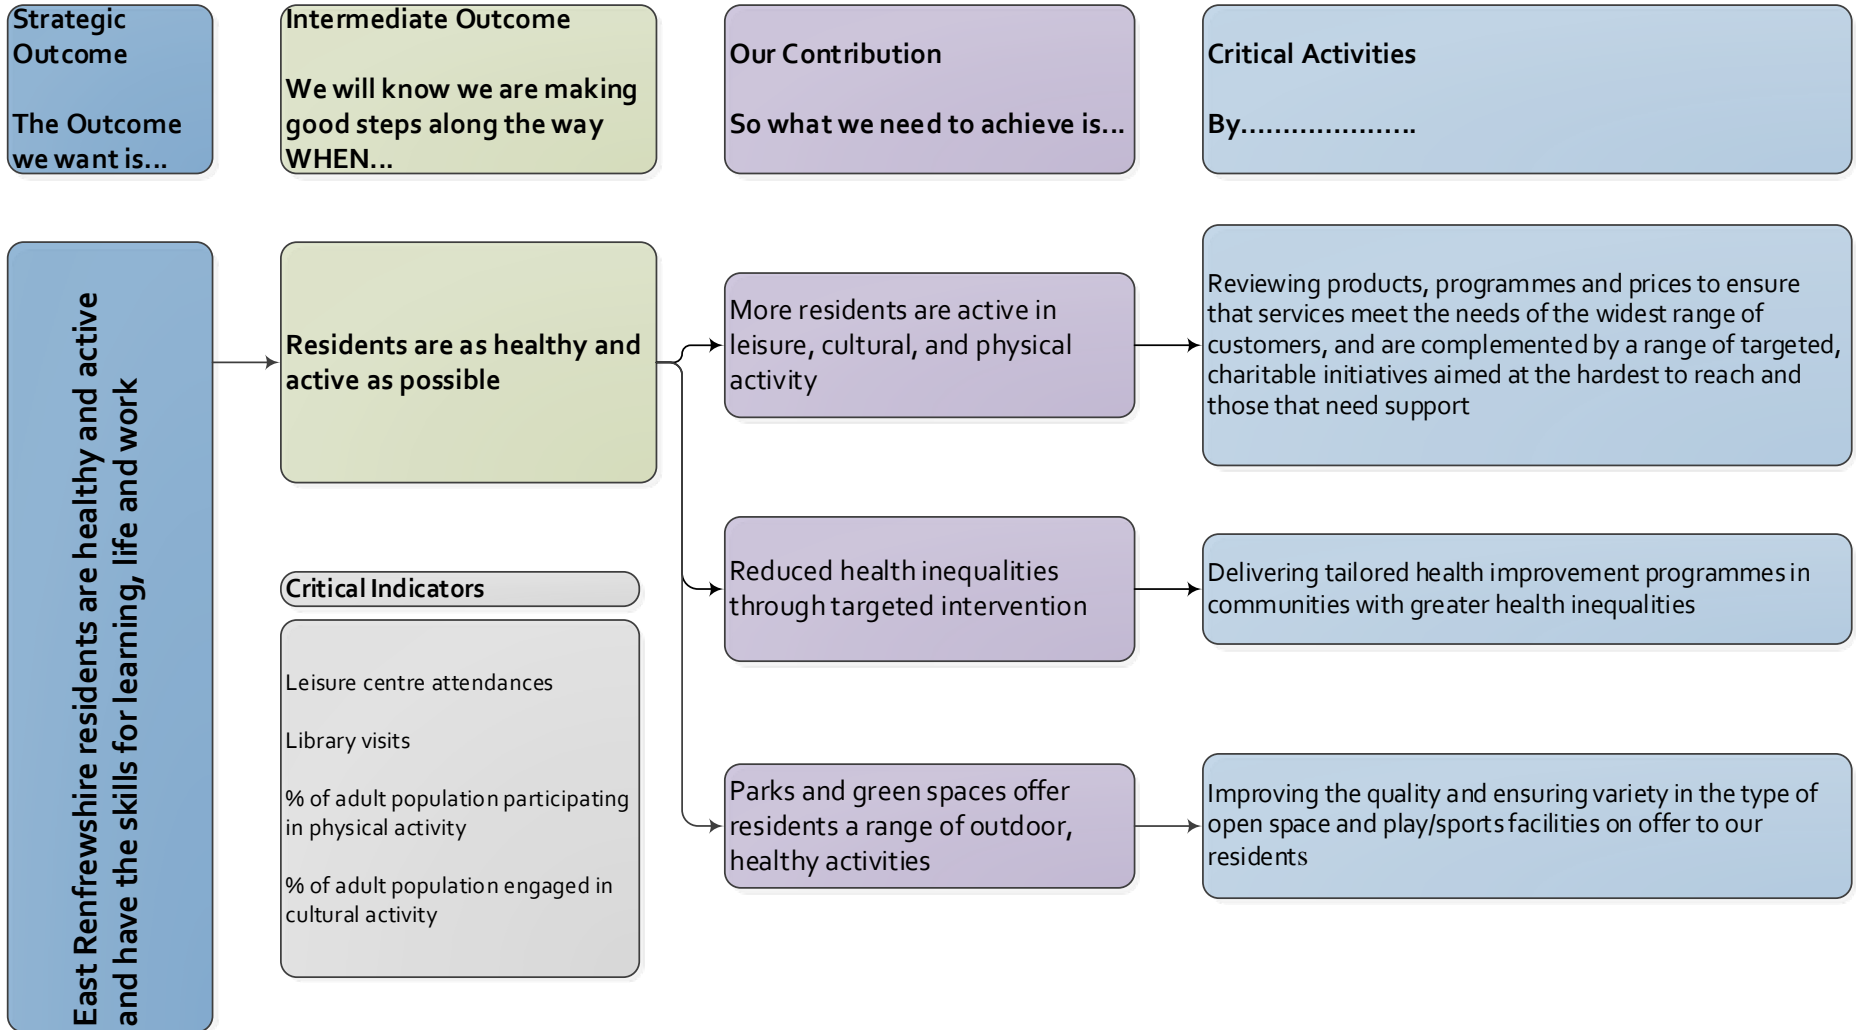 Strategic
Outcome
The Outcome
we want is...
Intermediate Outcome
We will know we are making
good steps along the way
WHEN...
Our Contribution
So what we need to achieve is...
Critical Activities
By.....................
East Renfrewshire residents are healthy and active
and have the skills for learning, life and work
Residents are as healthy and
active as possible
More residents are active in
leisure, cultural, and physical
activity
Reviewing products, programmes and prices to ensure
that services meet the needs of the widest range of
customers, and are complemented by a range of targeted,
charitable initiatives aimed at the hardest to reach and
those that need support
Critical Indicators
Leisure centre attendances
Library visits
% of adult population participating
in physical activity
% of adult population engaged in
cultural activity
Reduced health inequalities
through targeted intervention
Delivering tailored health improvement programmes in
communities with greater health inequalities
Parks and green spaces offer
residents a range of outdoor,
healthy activities
Improving the quality and ensuring variety in the type of
open space and play/sports facilities on offer to our
residents